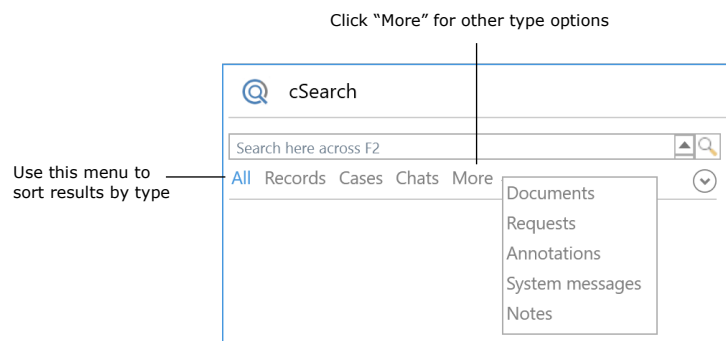 Click “More” for other type options
cSearch
Search here across F2
Use this menu to
sort results by type
All Records Cases Chats More
Documents
Requests
Annotations
System messages
Notes